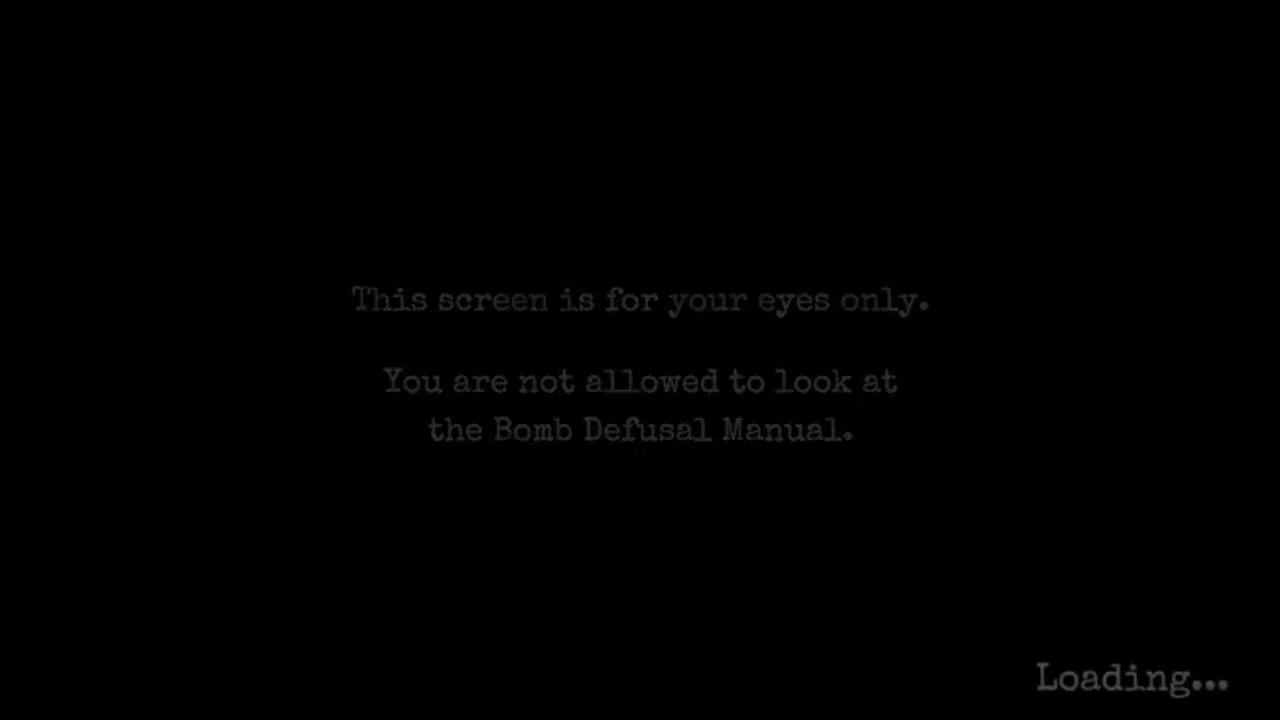 This screen is for your eyes only.
You are not allowed to look at
the Bomb Defusal Manual.
Loading...